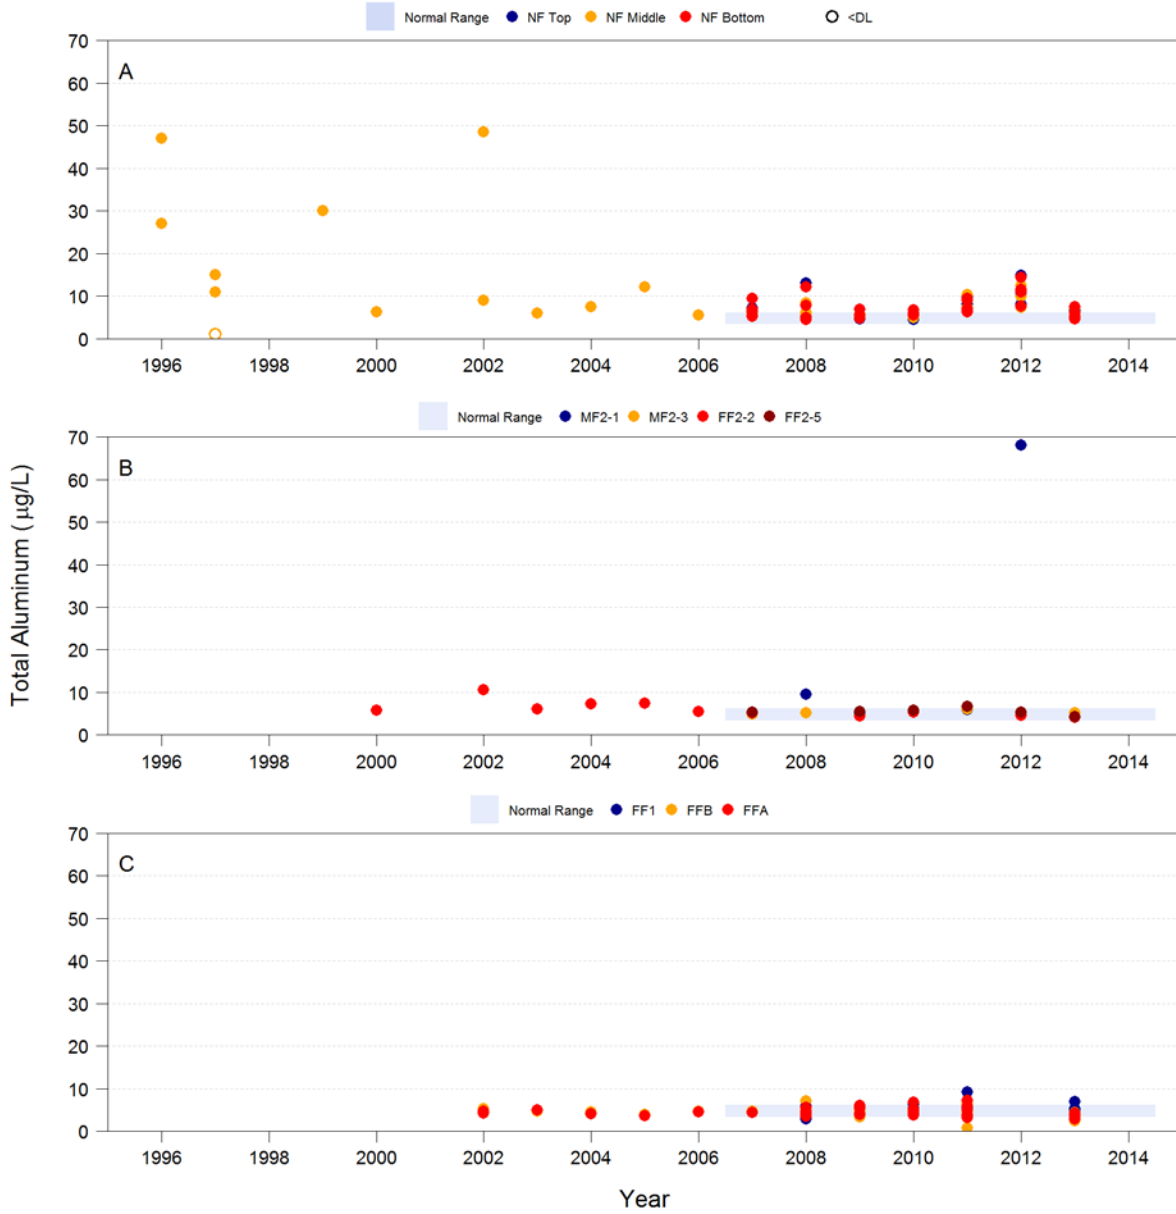 Normal Range NF Top NF Middle NF Bottom <DL
A
70
60
50
40
30
20
10
0
1996 1998 2000 2002 2004 2006 2008 2010 2012 2014
Normal Range MF2-1 MF2-3 FF2-2 FF2-5
B
70
60
50
40
30
20
10
0
1996 1998 2000 2002 2004 2006 2008 2010 2012 2014
Total Aluminum ( μg/L)
Normal Range FF1 FFB FFA
C
70
60
50
40
30
20
10
0
1996 1998 2000 2002 2004 2006 2008 2010 2012 2014
Year